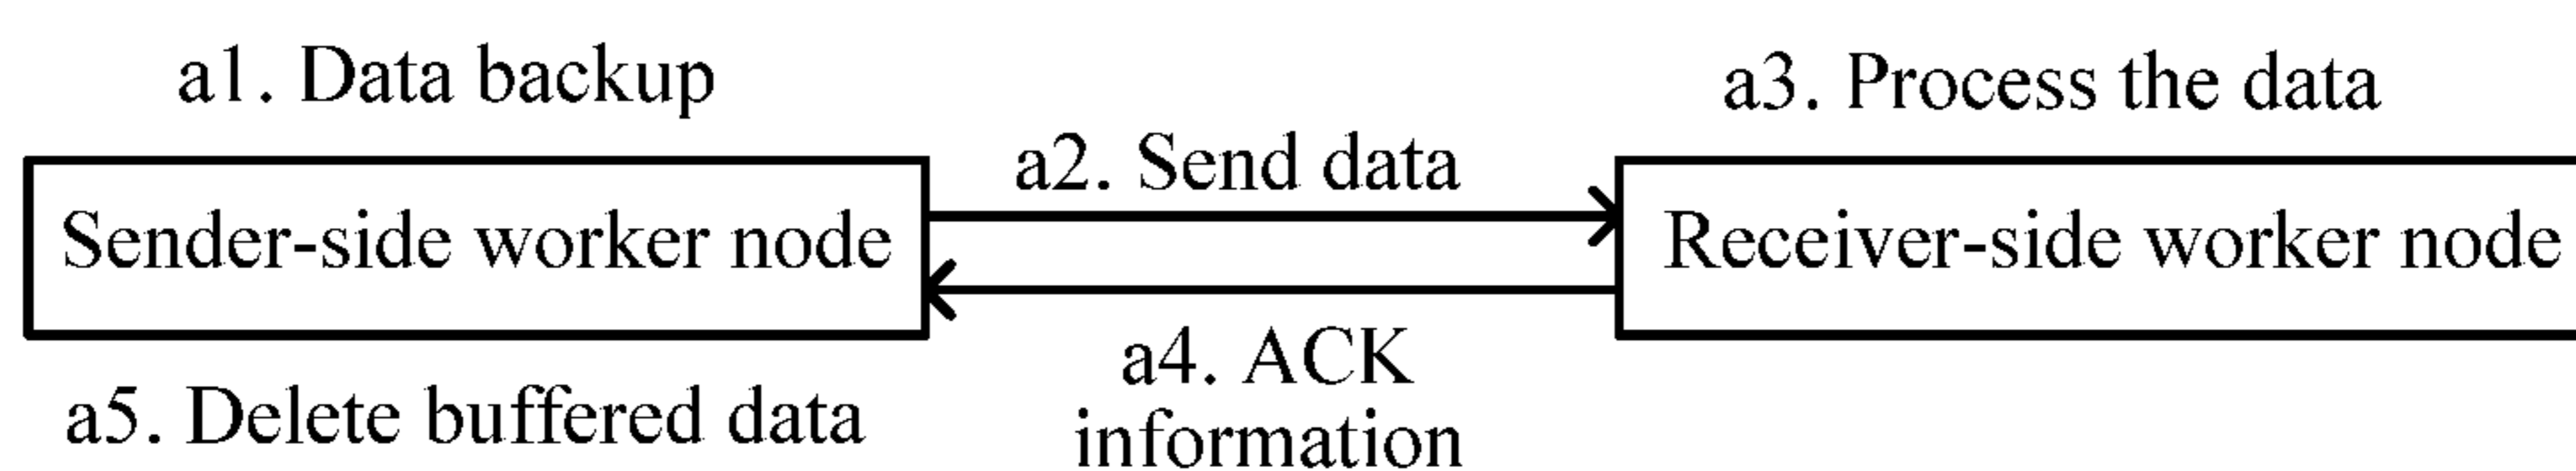 a1. Data backup
a3. Process the data
a2. Send data
Sender-side worker node
Receiver-side worker node
a4. ACK
information
a5. Delete buffered data